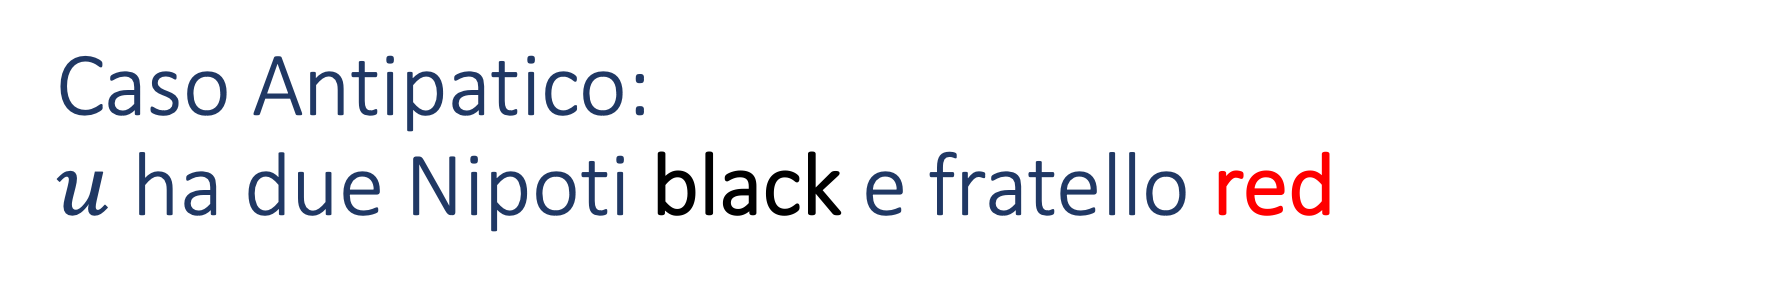 Caso Antipatico:
𝑢 ha due Nipoti black e fratello red